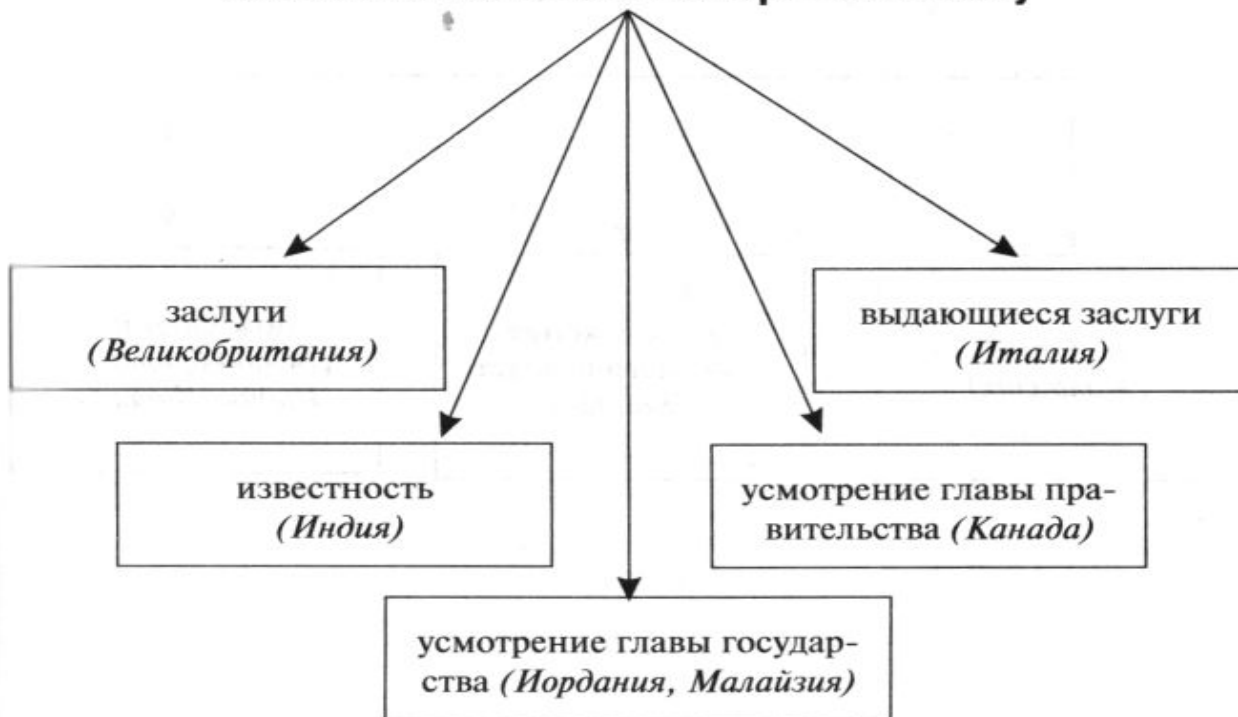 заслуги
(Великобритания)
выдающиеся заслуги
(Италия)
известность
(Индия)
усмотрение главы пра-
вительства (Канада)
усмотрение главы государ-
ства (Иордания, Малайзия)